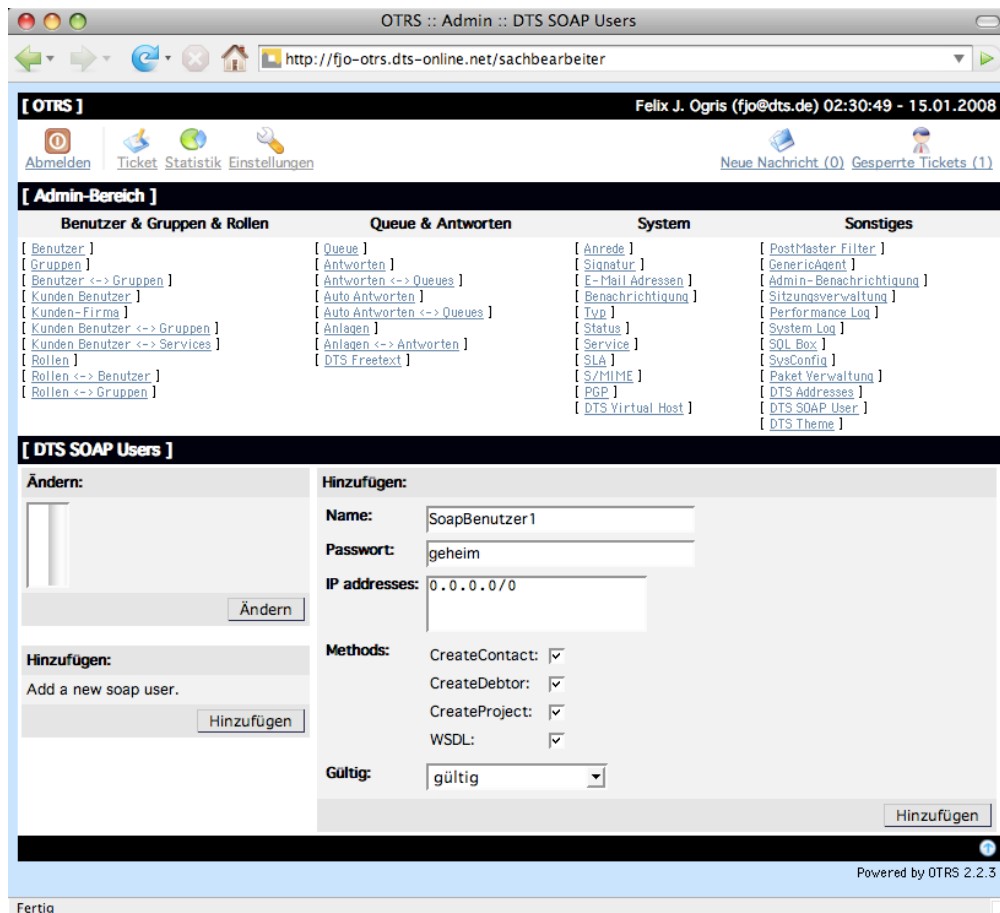 OTRS :: Admin :: DTS SOAP Users
http://fjo-otrs.dts-online.net/sachbearbeiter
[ OTRS ] Felix J. Ogris (fjo@dts.de) 02:30:49 - 15.01.2008
Abmelden Ticket Statistik Einstellungen Neue Nachricht (0) Gesperrte Tickets (1)
[ Admin-Bereich ]
Benutzer & Gruppen & Rollen
[ Benutzer ]
[ Gruppen ]
[ Benutzer <-> Gruppen ]
[ Kunden Benutzer ]
[ Kunden-Firma ]
[ Kunden Benutzer <-> Gruppen ]
[ Kunden Benutzer <-> Services ]
[ Rollen ]
[ Rollen <-> Benutzer ]
[ Rollen <-> Gruppen ]
Queue & Antworten
[ Queue ]
[ Antworten ]
[ Antworten <-> Queues ]
[ Auto Antworten ]
[ Auto Antworten <-> Queues ]
[ Anlagen ]
[ Anlagen <-> Antworten ]
[ DTS Freetext ]
System
[ Anrede ]
[ Signatur ]
[ E-Mail Adressen ]
[ Benachrichtigung ]
[ Typ ]
[ Status ]
[ Service ]
[ SLA ]
[ S/MIME ]
[ PGP ]
[ DTS Virtual Host ]
Sonstiges
[ PostMaster Filter ]
[ GenericAgent ]
[ Admin-Benachrichtigung ]
[ Sitzungsverwaltung ]
[ Performance Log ]
[ System Log ]
[ SQL Box ]
[ SysConfig ]
[ Paket Verwaltung ]
[ DTS Addresses ]
[ DTS SOAP User ]
[ DTS Theme ]
[ DTS SOAP Users ]
Ändern:
Ändern
Hinzufügen:
Add a new soap user.
Hinzufügen
Hinzufügen:
Name: SoapBenutzer1
Passwort: geheim
IP addresses: 0.0.0.0/0
Methods: CreateContact:
CreateDebtor:
CreateProject:
WSDL:
Gültig: gültig
Hinzufügen
Powered by OTRS 2.2.3
Fertig